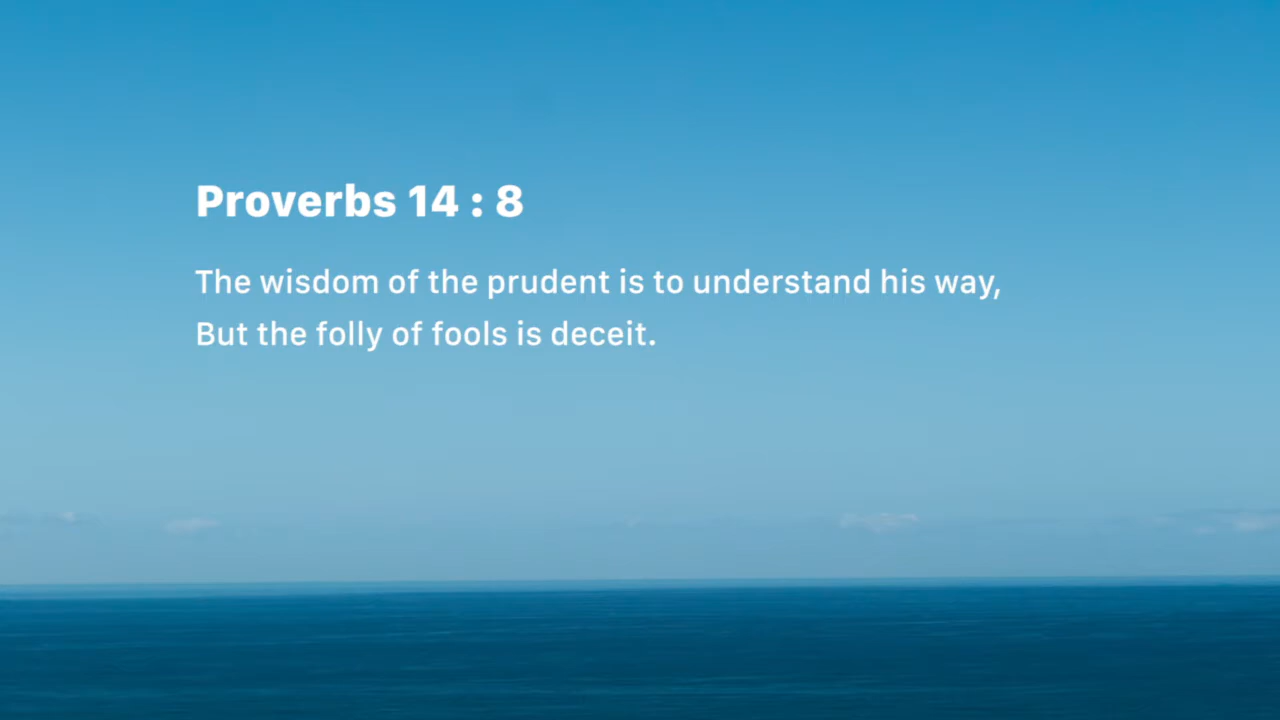 Proverbs 14 : 8
The wisdom of the prudent is to understand his way,
But the folly of fools is deceit.